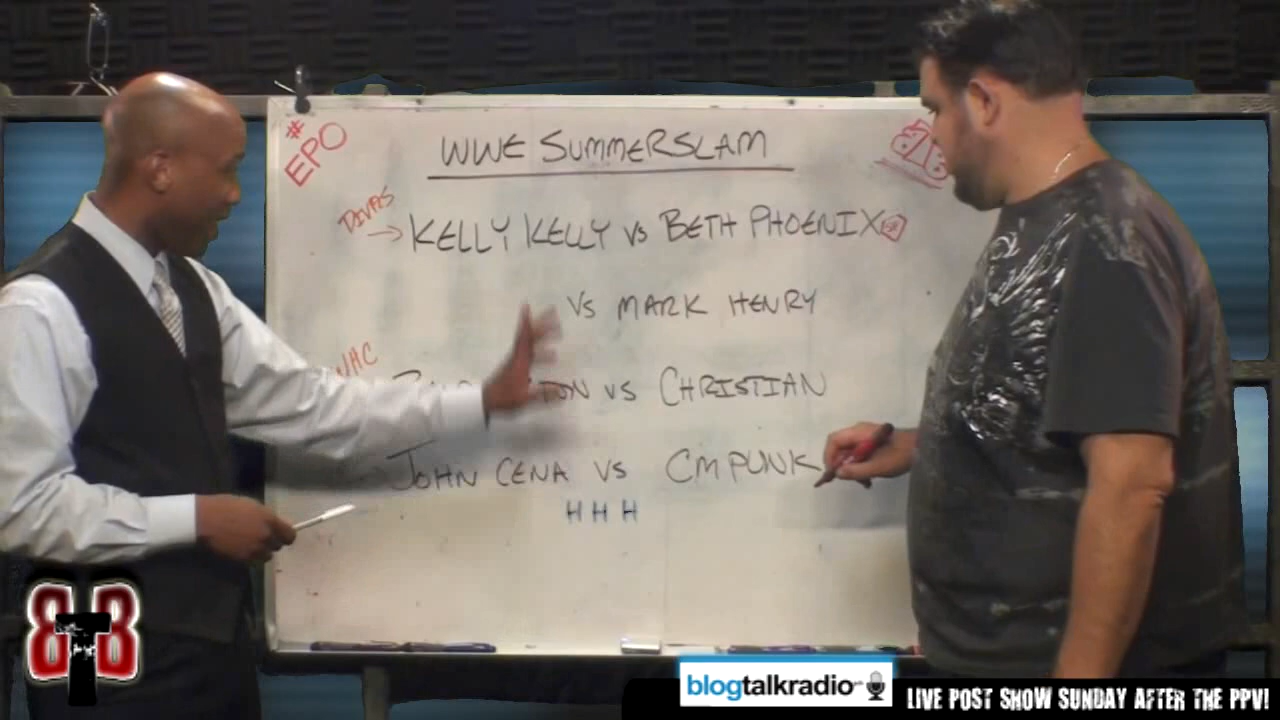 # EPO
WWE SUMMERSLAM
DIVAS
KELLY KELLY VS BETH PHOENIX
VS MARK HENRY
WHC
VS CHRISTIAN
JOHN CENA VS CM PUNK
H H H
8T8
blogtalkradio
LIVE POST SHOW SUNDAY AFTER THE PPV!